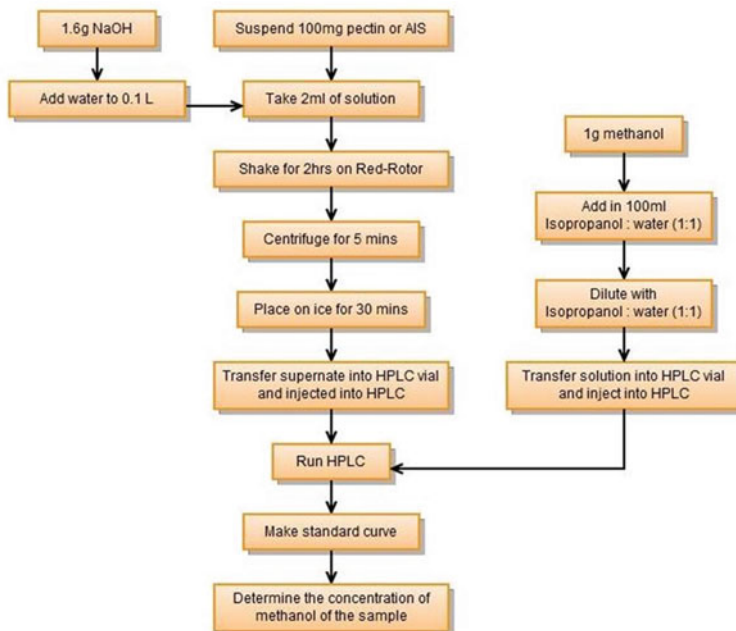 1.6g NaOH
Add water to 0.1 L
Suspend 100mg pectin or AIS
Take 2ml of solution
Shake for 2hrs on Red-Rotor
Centrifuge for 5 mins
Place on ice for 30 mins
Transfer supernate into HPLC vial
and injected into HPLC
1g methanol
Add in 100ml
Isopropanol : water (1:1)
Dilute with
Isopropanol : water (1:1)
Transfer solution into HPLC vial
and inject into HPLC
Run HPLC
Make standard curve
Determine the concentration of
methanol of the sample